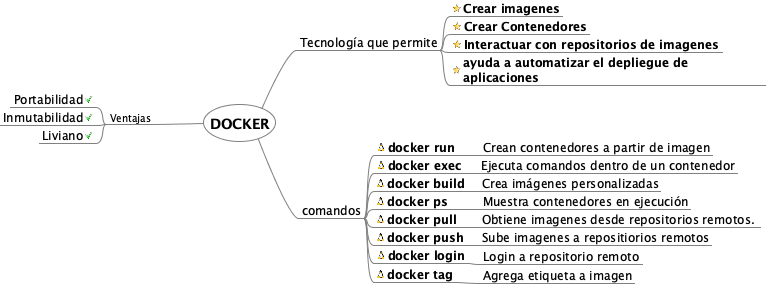 Crear imagenes
Crear Contenedores
Tecnología que permite
Interactuar con repositorios de imagenes
ayuda a automatizar el depliegue de
aplicaciones
Portabilidad
Inmutabilidad
Liviano
Ventajas
DOCKER
comandos
docker run Crean contenedores a partir de imagen
docker exec Ejecuta comandos dentro de un contenedor
docker build Crea imágenes personalizadas
docker ps Muestra contenedores en ejecución
docker pull Obtiene imagenes desde repositorios remotos.
docker push Sube imagenes a repositiorios remotos
docker login Login a repositorio remoto
docker tag Agrega etiqueta a imagen